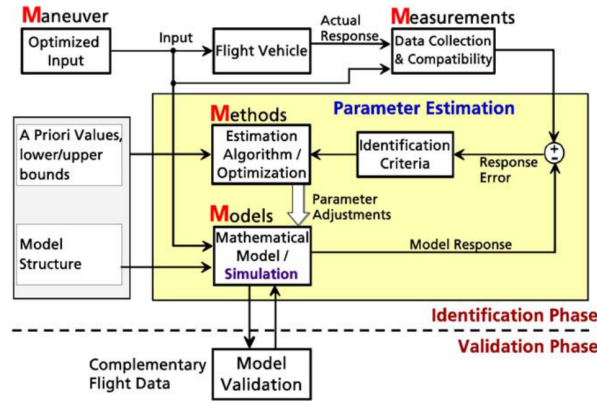 Maneuver
Optimized
Input
Input
Flight Vehicle
Actual
Response
Measurements
Data Collection
& Compatibility
Parameter Estimation
A Priori Values,
lower/upper
bounds
Methods
Estimation
Algorithm /
Optimization
Identification
Criteria
Response
Error
+
-
Parameter
Adjustments
Model
Structure
Models
Mathematical
Model /
Simulation
Model Response
Identification Phase
Validation Phase
Complementary
Flight Data
Model
Validation